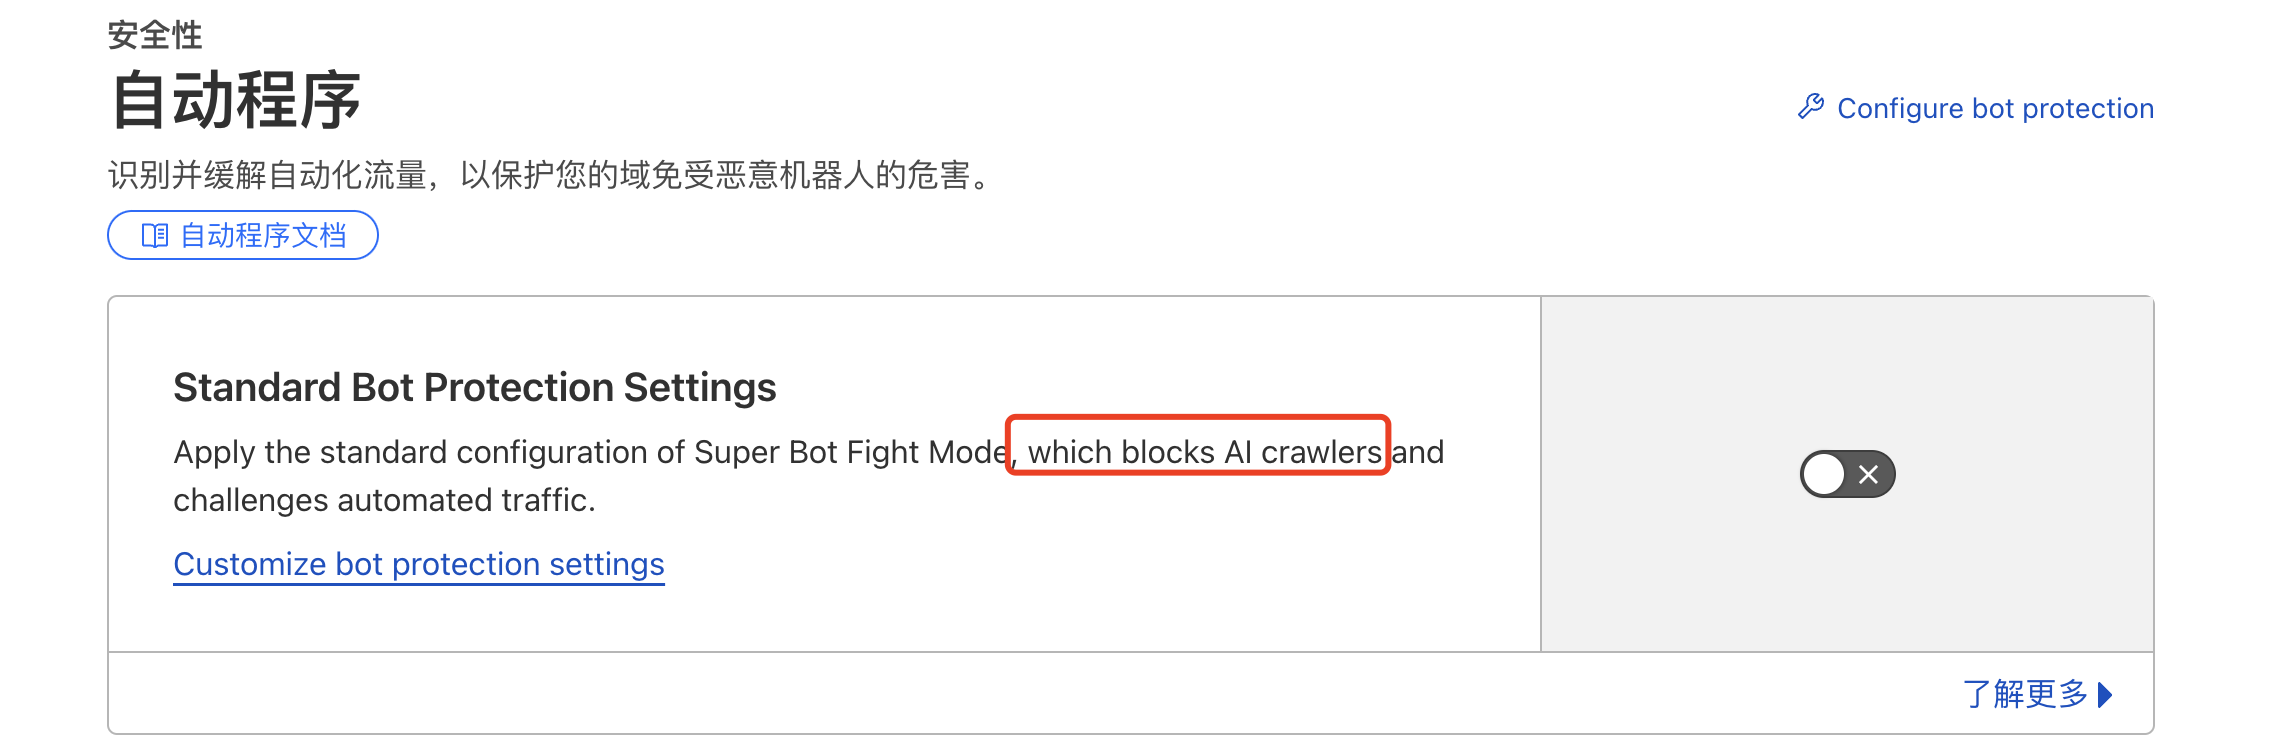 安全性
自动程序
Configure bot protection
识别并缓解自动化流量，以保护您的域免受恶意机器人的危害。
自动程序文档
Standard Bot Protection Settings
Apply the standard configuration of Super Bot Fight Mode, which blocks AI crawlers and
challenges automated traffic.
Customize bot protection settings
了解更多